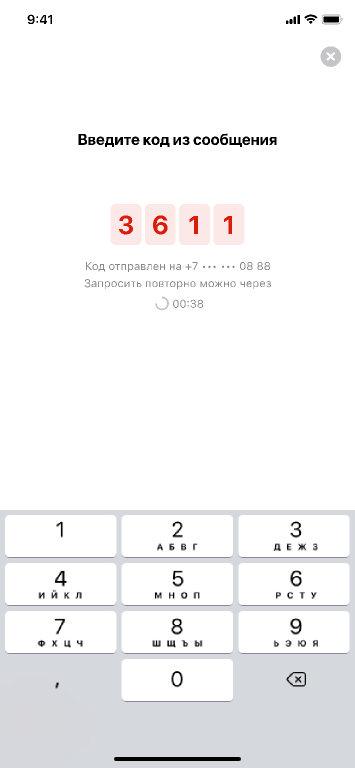 9:41
Введите код из сообщения
3 6 1 1
Код отправлен на +7 ••• ••• 08 88
Запросить повторно можно через
00:38
1 2 3
АБВГ ДЕЖЗ
4 5 6
ИЙКЛ МНОП РСТУ
7 8 9
ФХЦЧ ШЩЪЫ ЬЭЮЯ
, 0